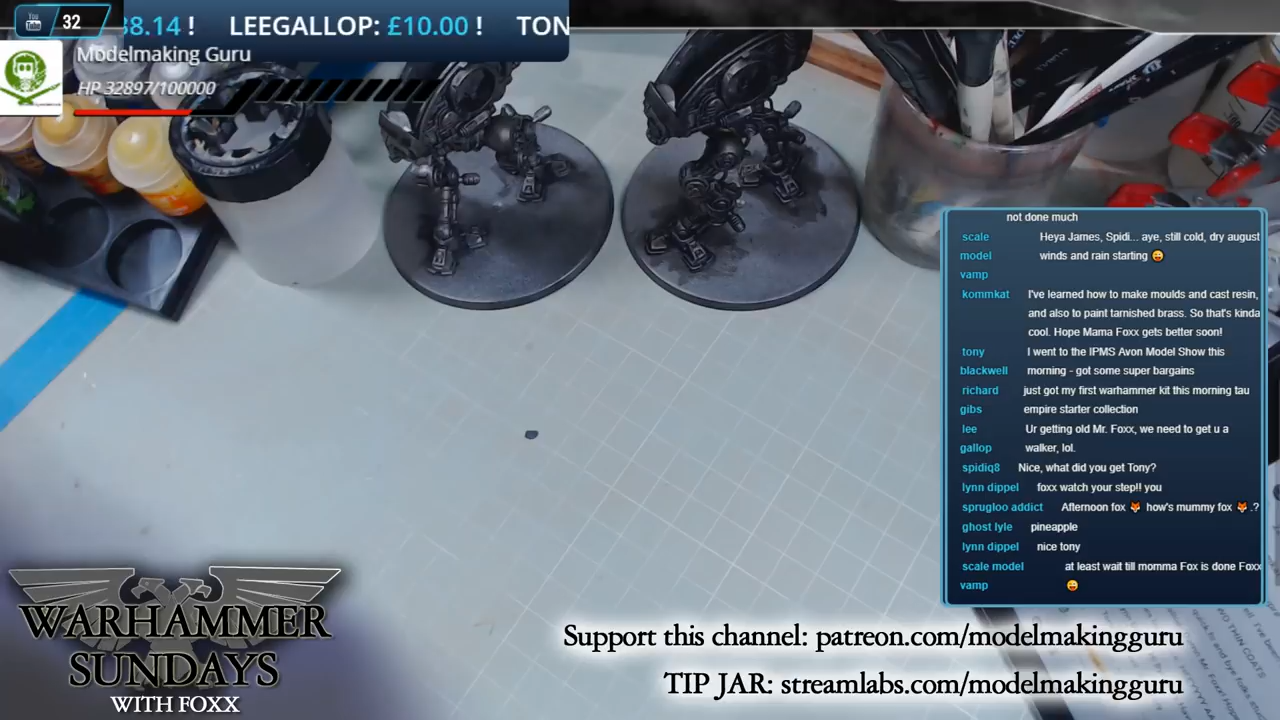 32
38.14 !
LEEGALLOP: £10.00 !
TON
Modelmaking Guru
HP 32897/100000
not done much
scale Heya James, Spidi... aye, still cold, dry august
model winds and rain starting 😛
vamp
kommkat I've learned how to make moulds and cast resin,
and also to paint tarnished brass. So that's kinda
cool. Hope Mama Foxx gets better soon!
tony I went to the IPMS Avon Model Show this
blackwell morning - got some super bargains
richard just got my first warhammer kit this morning tau
gibs empire starter collection
lee Ur getting old Mr. Foxx, we need to get u a
gallop walker, lol.
spidiq8 Nice, what did you get Tony?
lynn dippel foxx watch your step!! you
sprugloo addict Afternoon fox 🦊 how's mummy fox 🦊.?
ghost lyle pineapple
lynn dippel nice tony
scale model at least wait till momma Fox is done Foxx
vamp 😛
WARHAMMER
SUNDAYS
WITH FOXX
Support this channel: patreon.com/modelmakingguru
TIP JAR: streamlabs.com/modelmakingguru
THIN COATS